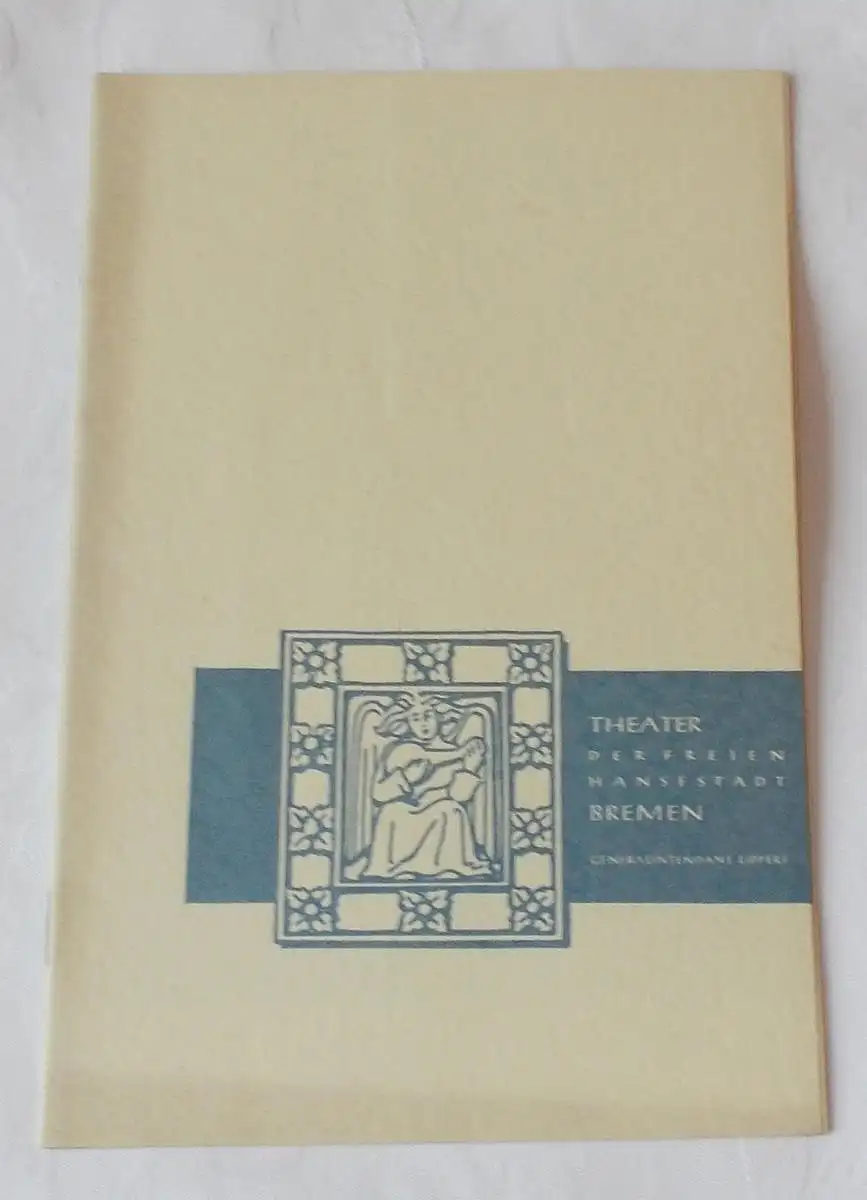 THEATER
DER FREIEN
HANSESTADT
BREMEN
GENERALINTENDANT LIPPERT